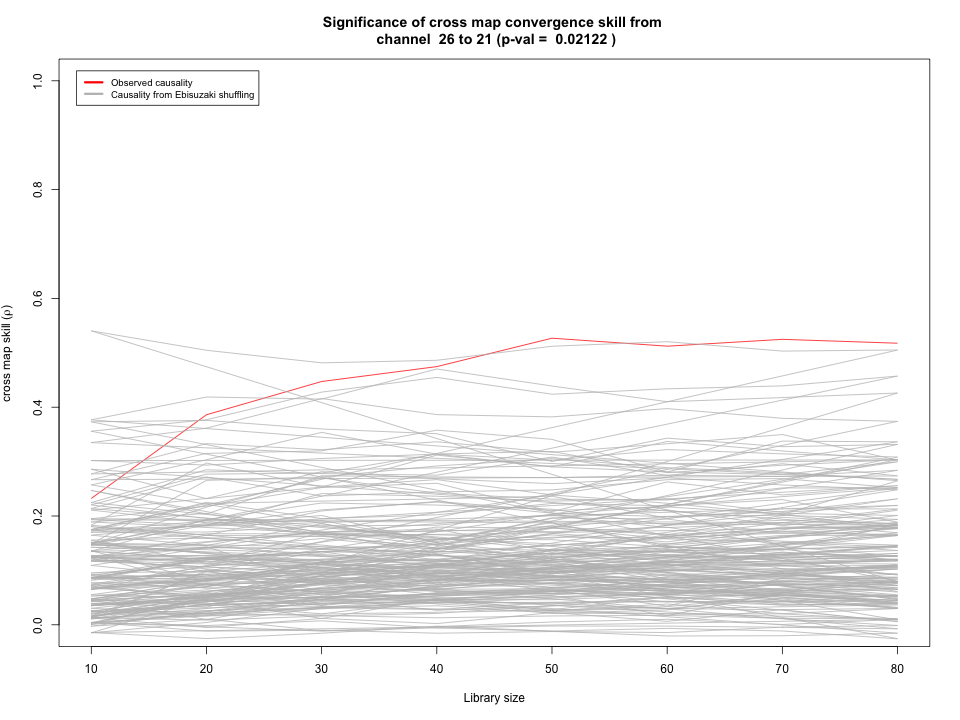 Significance of cross map convergence skill from
channel  26 to 21 (p-val =  0.02122 )
Observed causality
Causality from Ebisuzaki shuffling
1.0
0.8
0.6
0.4
0.2
0.0
cross map skill (ρ)
10 20 30 40 50 60 70 80
Library size